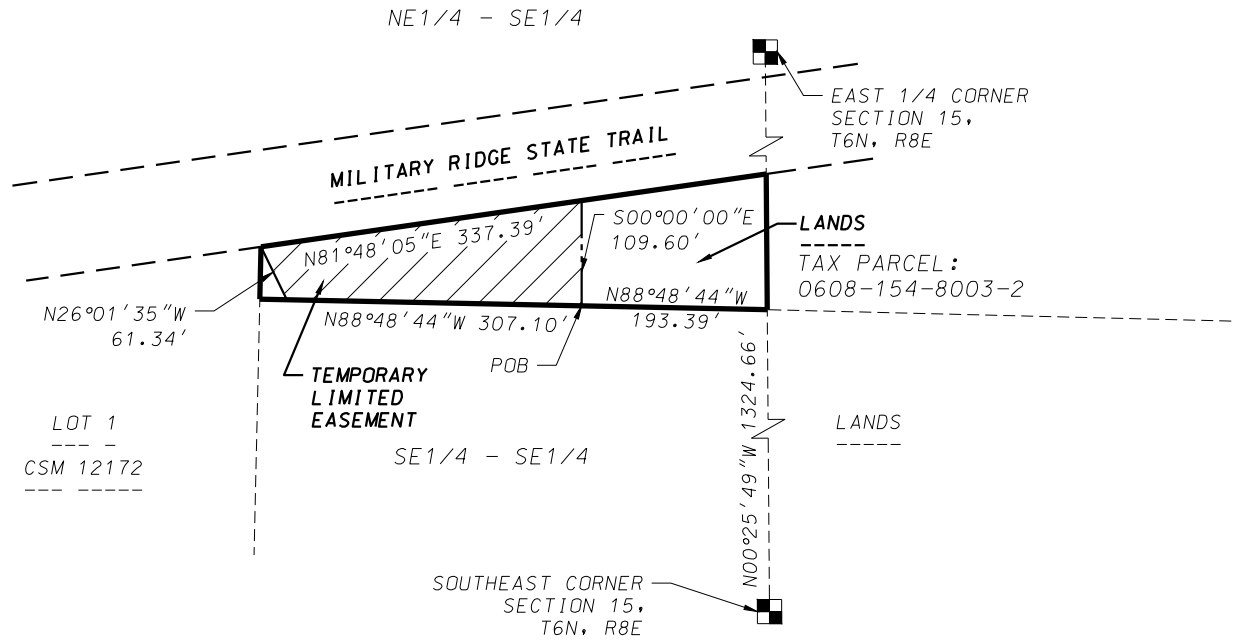 NE1/4 - SE1/4
EAST 1/4 CORNER
SECTION 15,
T6N, R8E
MILITARY RIDGE STATE TRAIL
S00°00'00"E
109.60'
LANDS
TAX PARCEL:
0608-154-8003-2
N81°48'05"E 337.39'
N26°01'35"W
61.34'
N88°48'44"W 307.10'
N88°48'44"W
193.39'
POB
TEMPORARY
LIMITED
EASEMENT
N00°25'49"W 1324.66'
LOT 1
CSM 12172
LANDS
SE1/4 - SE1/4
SOUTHEAST CORNER
SECTION 15,
T6N, R8E